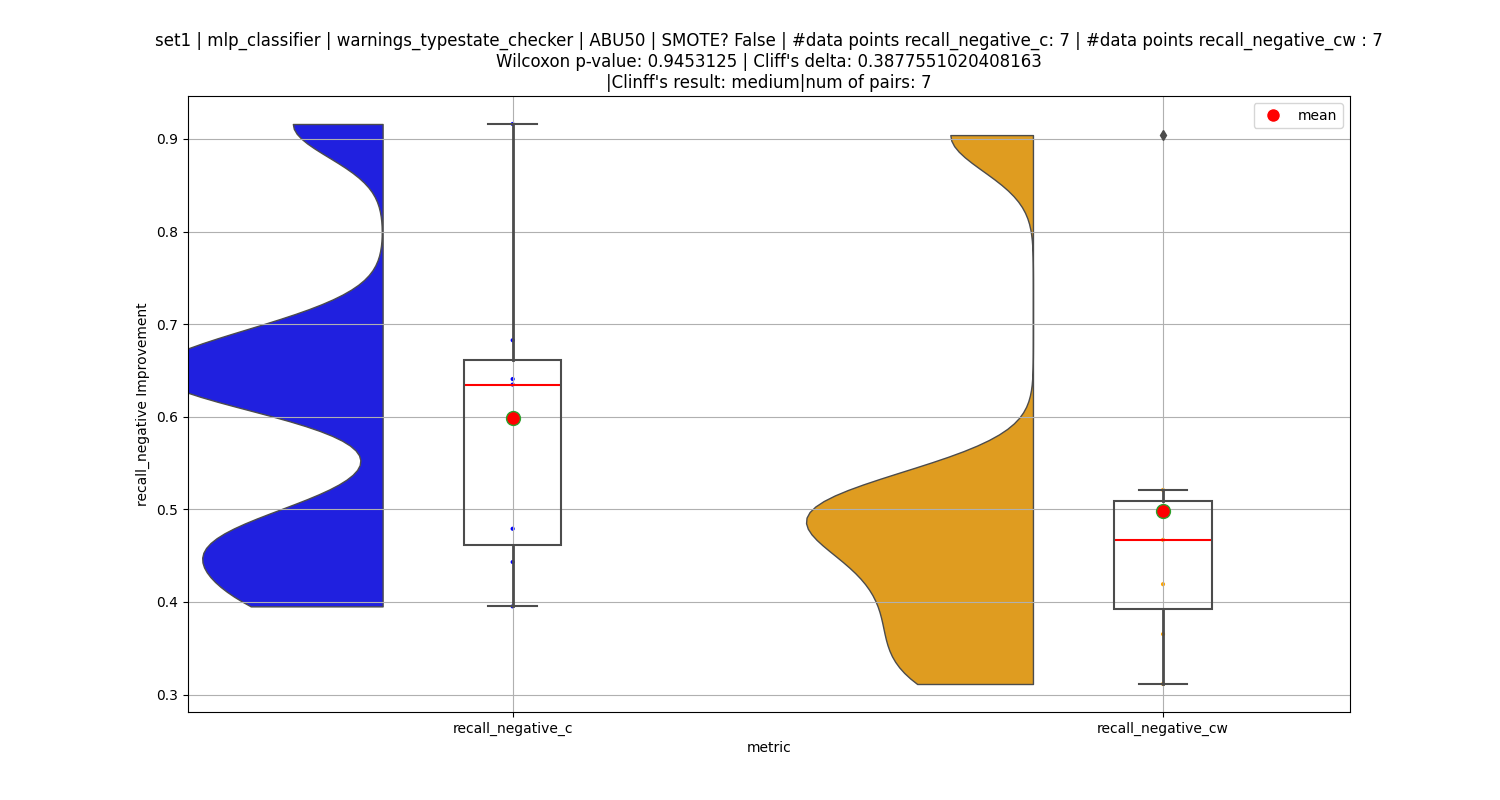 set1 | mlp_classifier | warnings_typestate_checker | ABU50 | SMOTE? False | #data points recall_negative_c: 7 | #data points recall_negative_cw : 7
Wilcoxon p-value: 0.9453125 | Cliff's delta: 0.3877551020408163
|Clinff's result: medium|num of pairs: 7
mean
0.9
0.8
0.7
0.6
0.5
0.4
0.3
recall_negative Improvement
recall_negative_c
recall_negative_cw
metric